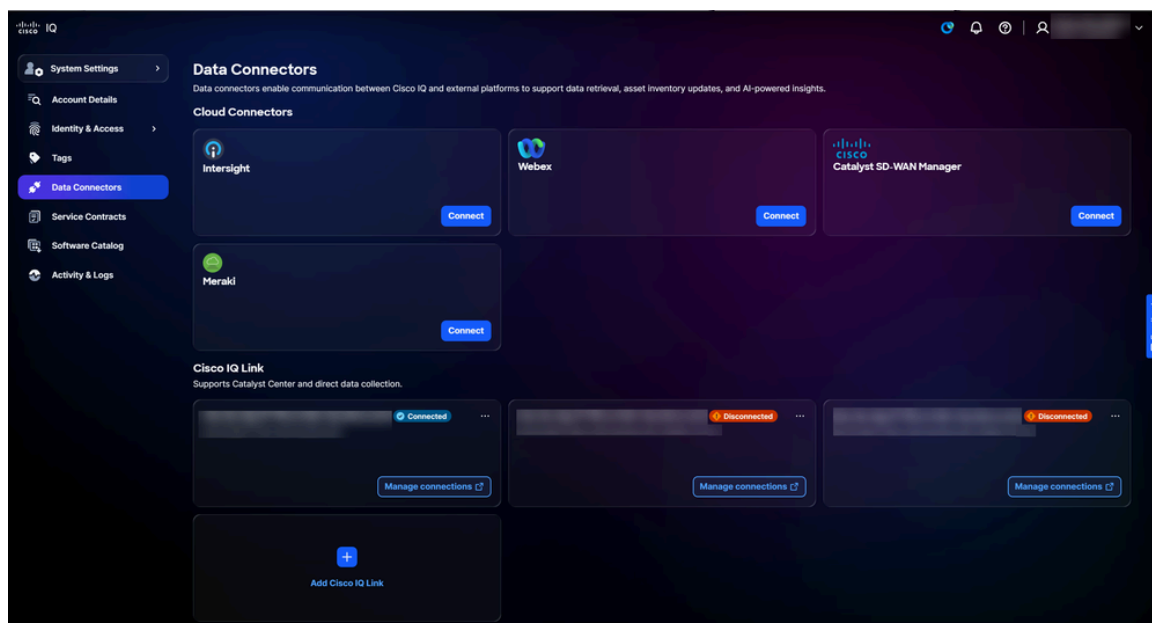 CISCO IQ
System Settings
Account Details
Identity & Access
Tags
Data Connectors
Service Contracts
Software Catalog
Activity & Logs
Data Connectors
Data connectors enable communication between Cisco IQ and external platforms to support data retrieval, asset inventory updates, and AI-powered insights.
Cloud Connectors
Intersight
Connect
Webex
Connect
CISCO
Catalyst SD-WAN Manager
Connect
Meraki
Connect
Cisco IQ Link
Supports Catalyst Center and direct data collection.
Connected
Manage connections
Disconnected
Manage connections
Disconnected
Manage connections
Add Cisco IQ Link